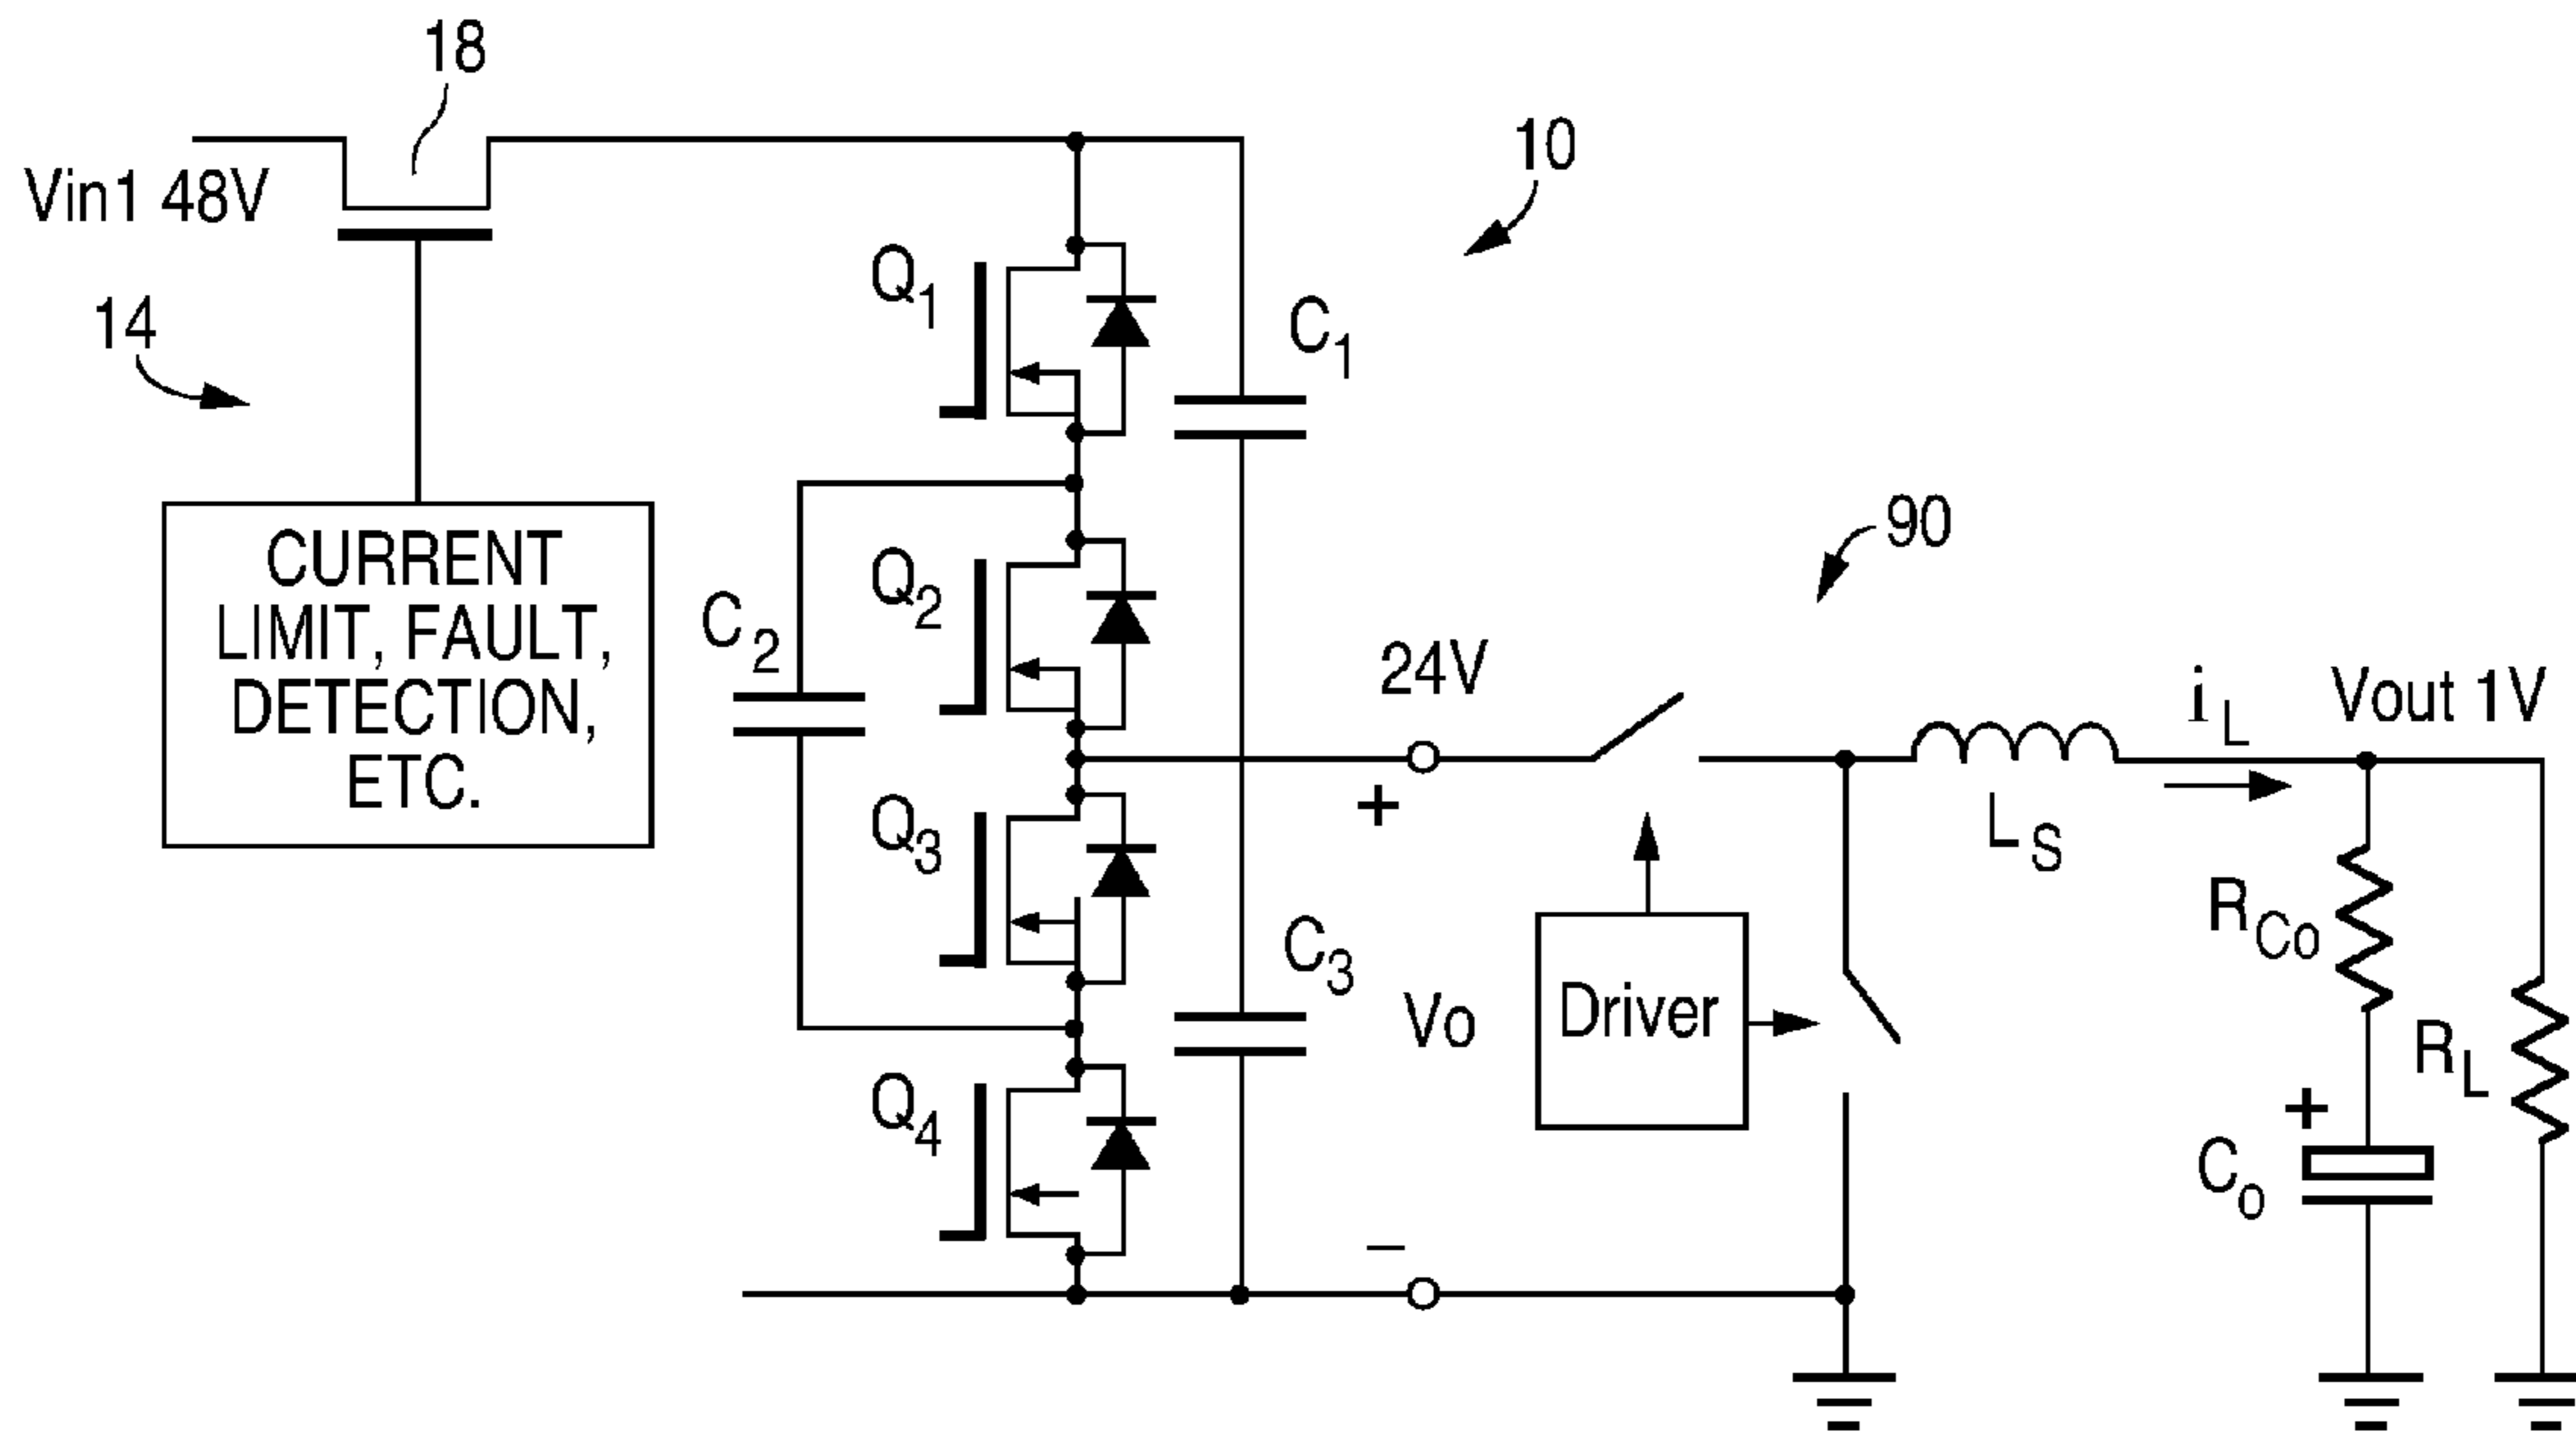 18
Vin1 48V
10
14
Q1
C1
CURRENT
LIMIT, FAULT,
DETECTION,
ETC.
C2
Q2
90
24V
+
iL
Vout 1V
LS
Q3
C3
Vo
Driver
RCo
RL
Q4
+
Co
−